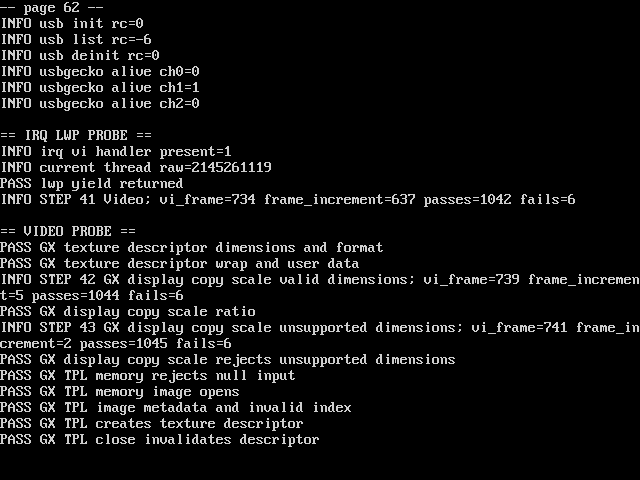 -- page 62 --
INFO usb init rc=0
INFO usb list rc=-6
INFO usb deinit rc=0
INFO usbgecko alive ch0=0
INFO usbgecko alive ch1=1
INFO usbgecko alive ch2=0
== IRQ LWP PROBE ==
INFO irq vi handler present=1
INFO current thread raw=2145261119
PASS lwp yield returned
INFO STEP 41 Video; vi_frame=734 frame_increment=637 passes=1042 fails=6
== VIDEO PROBE ==
PASS GX texture descriptor dimensions and format
PASS GX texture descriptor wrap and user data
INFO STEP 42 GX display copy scale valid dimensions; vi_frame=739 frame_incremen
t=5 passes=1044 fails=6
PASS GX display copy scale ratio
INFO STEP 43 GX display copy scale unsupported dimensions; vi_frame=741 frame_in
crement=2 passes=1045 fails=6
PASS GX display copy scale rejects unsupported dimensions
PASS GX TPL memory rejects null input
PASS GX TPL memory image opens
PASS GX TPL image metadata and invalid index
PASS GX TPL creates texture descriptor
PASS GX TPL close invalidates descriptor